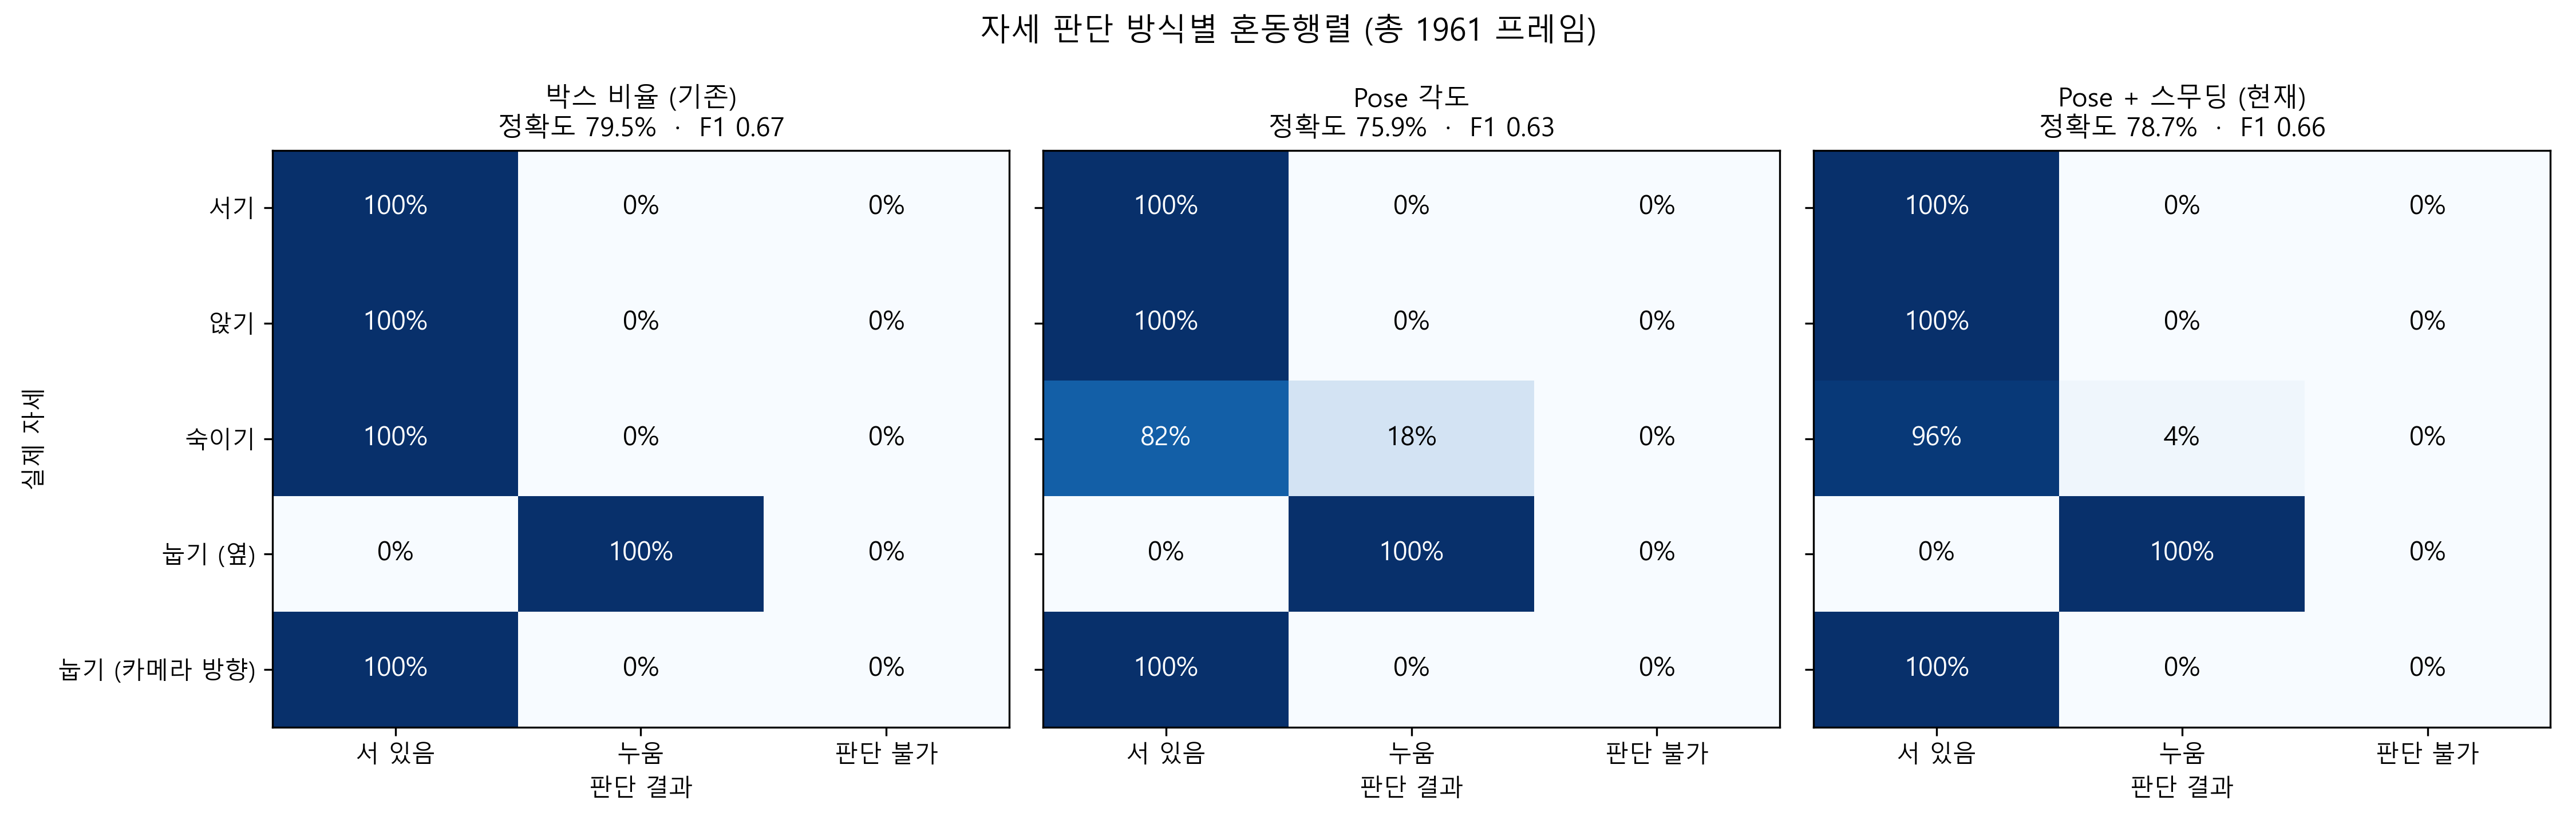 자세 판단 방식별 혼동행렬 (총 1961 프레임)
박스 비율 (기존)
정확도 79.5% · F1 0.67
Pose 각도
정확도 75.9% · F1 0.63
Pose + 스무딩 (현재)
정확도 78.7% · F1 0.66
실제 자세
서기
100% 0% 0% 100% 0% 0% 100% 0% 0%
앉기
100% 0% 0% 100% 0% 0% 100% 0% 0%
숙이기
100% 0% 0% 82% 18% 0% 96% 4% 0%
눕기 (옆)
0% 100% 0% 0% 100% 0% 0% 100% 0%
눕기 (카메라 방향)
100% 0% 0% 100% 0% 0% 100% 0% 0%
서 있음 누움 판단 불가 서 있음 누움 판단 불가 서 있음 누움 판단 불가
판단 결과 판단 결과 판단 결과